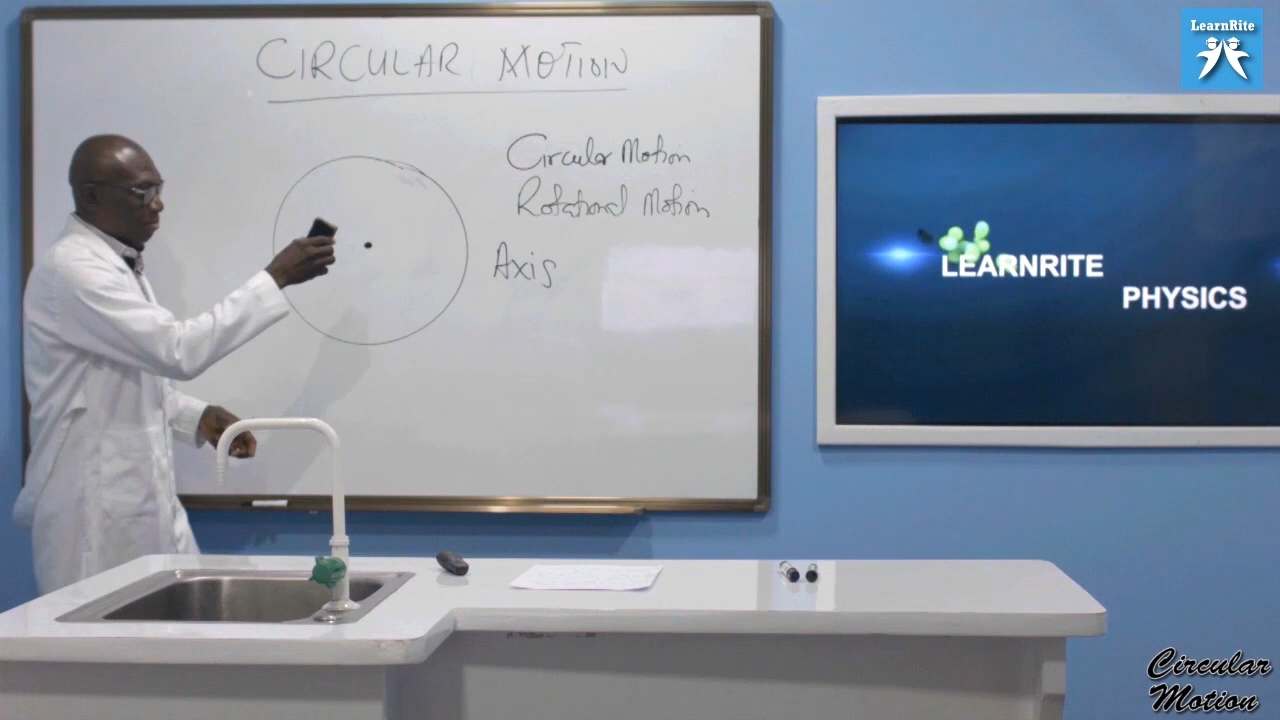 CIRCULAR MOTION
Circular Motion
Rotational Motion
Axis
LearnRite
LEARNRITE
PHYSICS
Circular
Motion